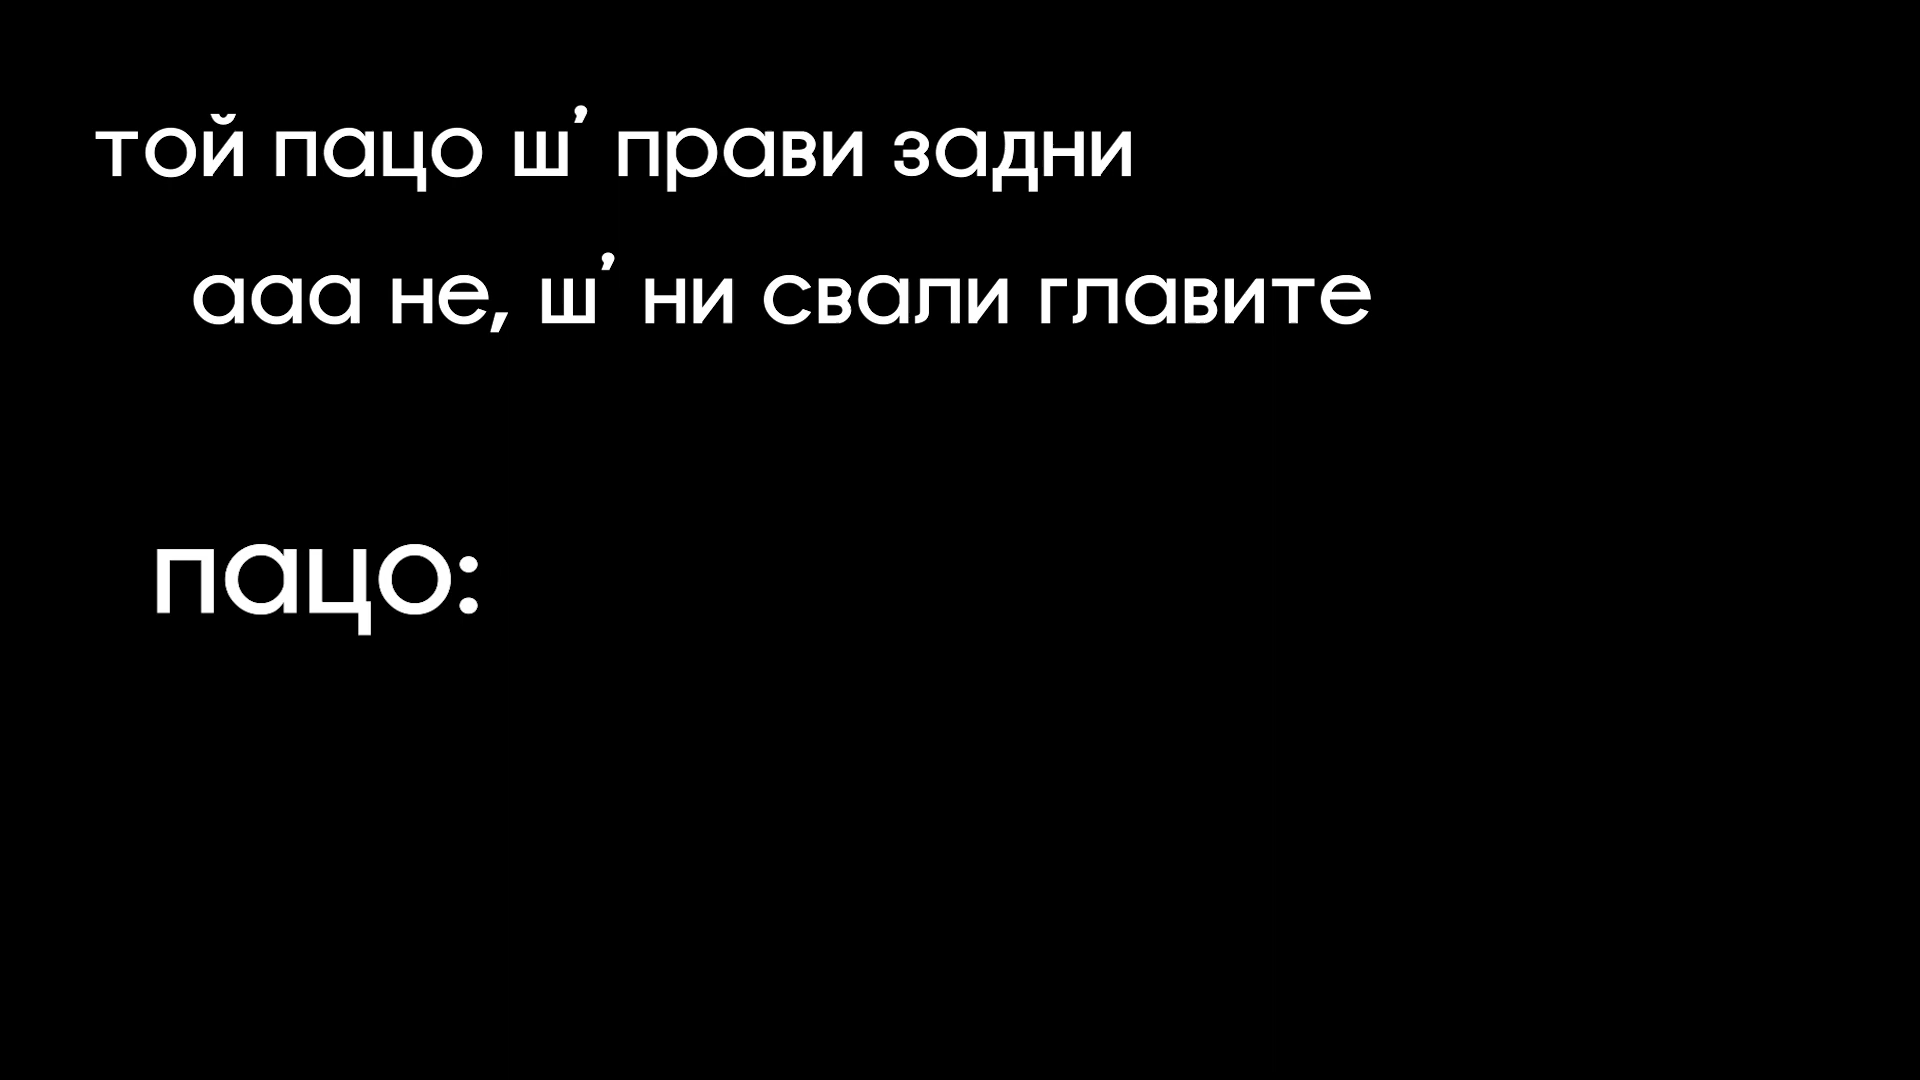 той пацо ш’ прави задни
ааа не, ш’ ни свали главите
пацо: